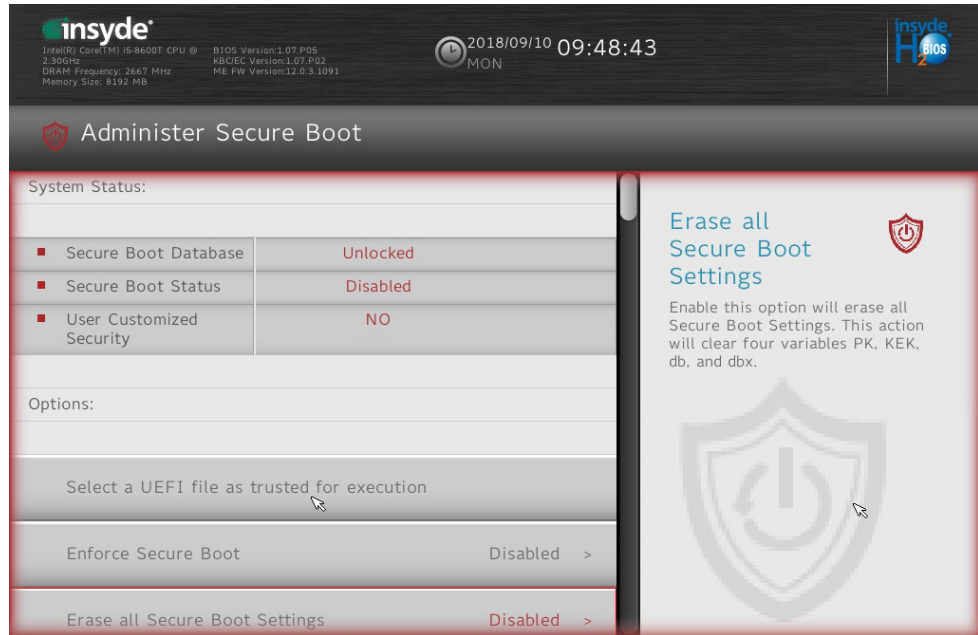 insyde
Intel(R) Core(TM) i5-8600T CPU @
2.30GHz
DRAM Frequency: 2667 MHz
Memory Size: 8192 MB
BIOS Version:1.07.P05
KBC/EC Version:1.07.P02
ME FW Version:12.0.3.1091
2018/09/10 09:48:43
MON
insyde
H2BIOS
Administer Secure Boot
System Status:
Secure Boot Database Unlocked
Secure Boot Status Disabled
User Customized NO
Security
Options:
Select a UEFI file as trusted for execution
Enforce Secure Boot Disabled >
Erase all Secure Boot Settings Disabled >
Erase all
Secure Boot
Settings
Enable this option will erase all
Secure Boot Settings. This action
will clear four variables PK, KEK,
db, and dbx.